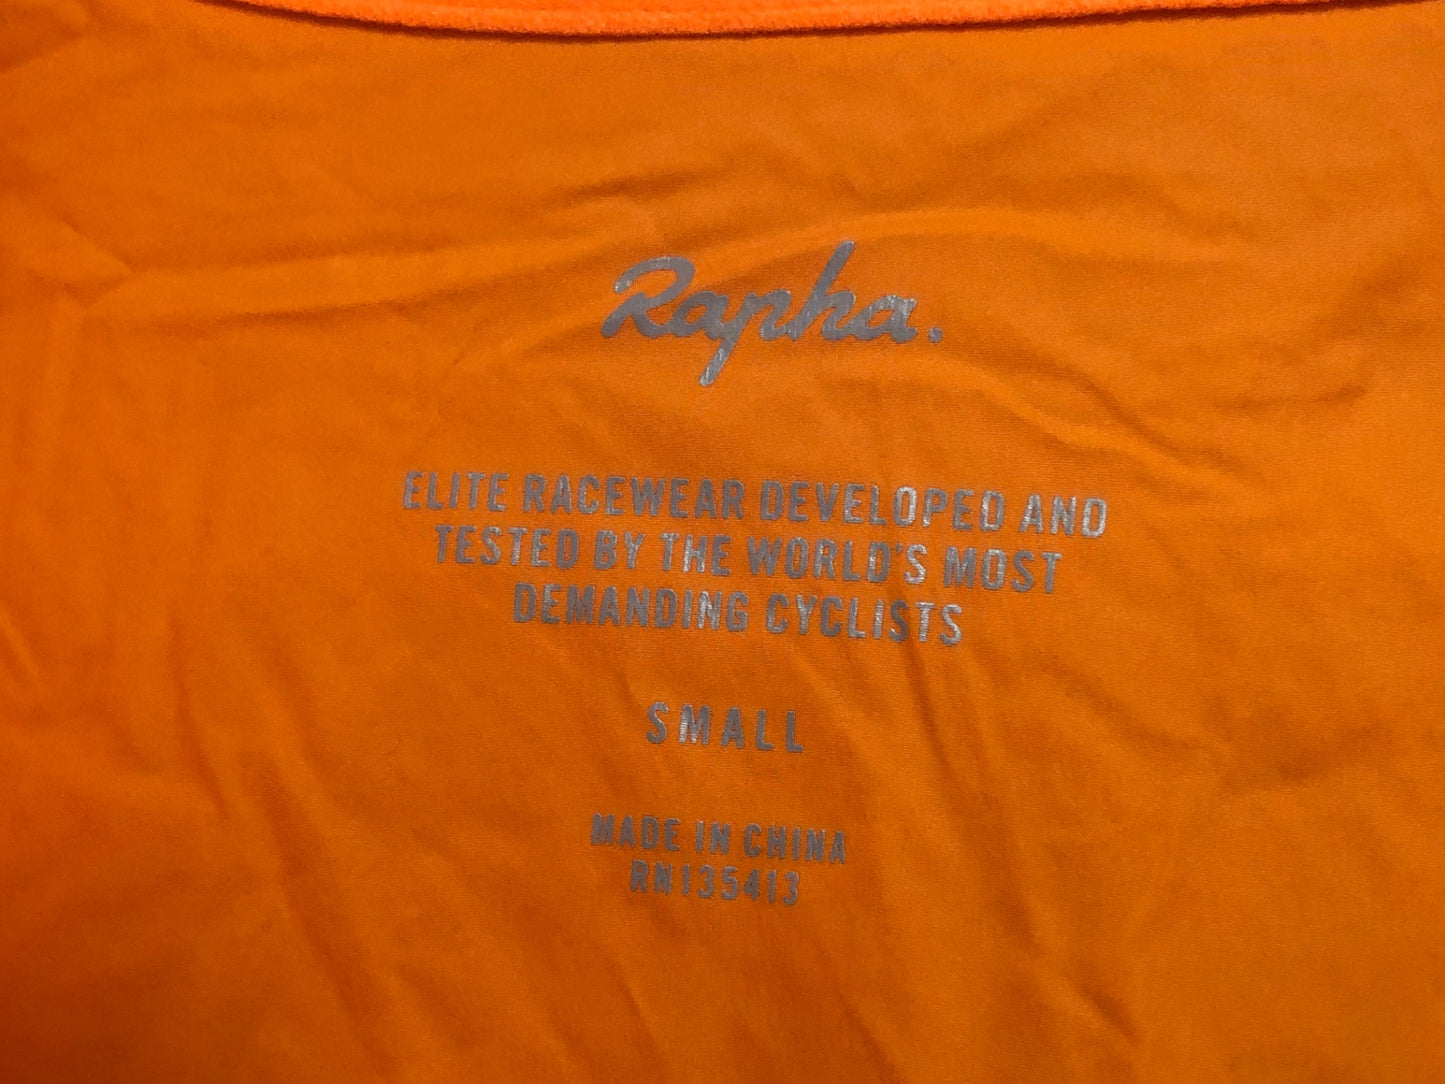 Rapha.
ELITE RACEWEAR DEVELOPED AND
TESTED BY THE WORLD'S MOST
DEMANDING CYCLISTS
SMALL
MADE IN CHINA
RN135413